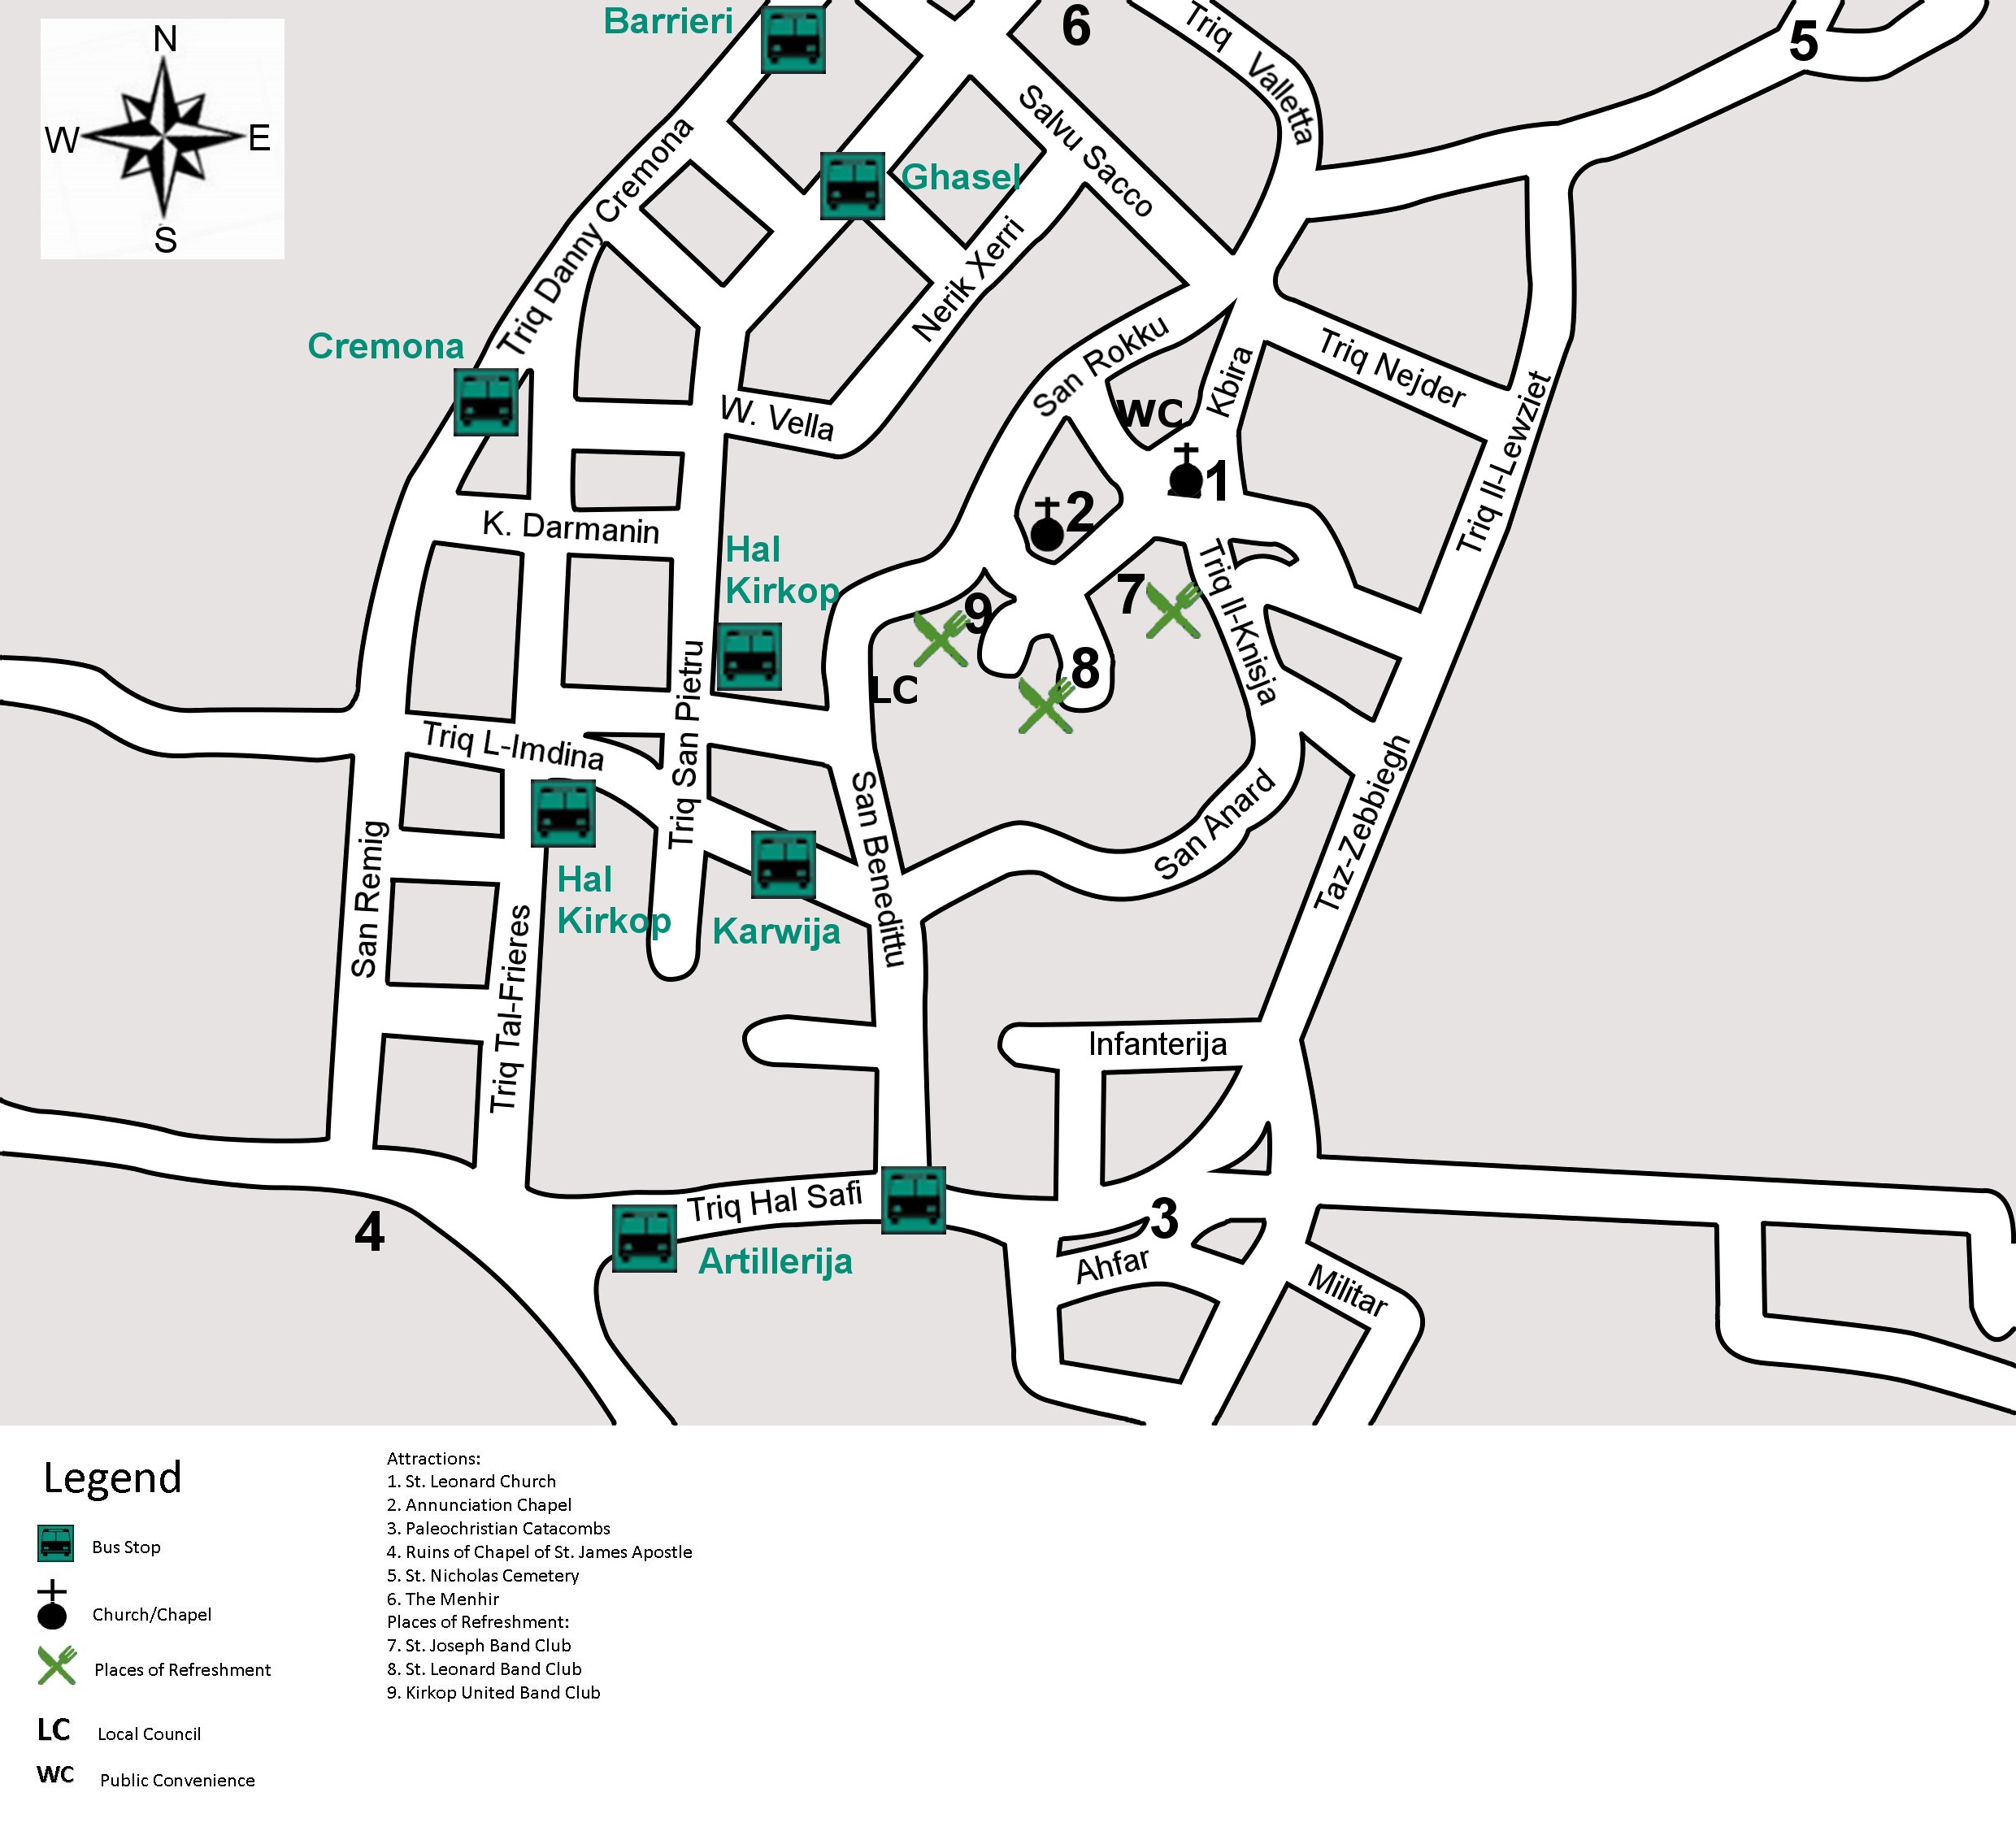 N
W
E
S
Barrieri
6
5
Triq Valletta
Salvu Sacco
Triq Danny Cremona
Ghasel
Nerik Xerri
Cremona
San Rokku
Triq Nejder
Kbira
WC
W. Vella
Triq Il-Lewziet
1
2
K. Darmanin
Hal
Kirkop
7
9
8
Triq Il-Knisja
LC
Triq San Pietru
Triq L-Imdina
San Benedittu
San Anard
Taz-Zebbiegh
San Remig
Hal
Kirkop
Karwija
Triq Tal-Frieres
Infanterija
Triq Hal Safi
3
4
Artillerija
Ahfar
Militar
Legend
Bus Stop
Church/Chapel
Places of Refreshment
LC Local Council
WC Public Convenience
Attractions:
1. St. Leonard Church
2. Annunciation Chapel
3. Paleochristian Catacombs
4. Ruins of Chapel of St. James Apostle
5. St. Nicholas Cemetery
6. The Menhir
Places of Refreshment:
7. St. Joseph Band Club
8. St. Leonard Band Club
9. Kirkop United Band Club